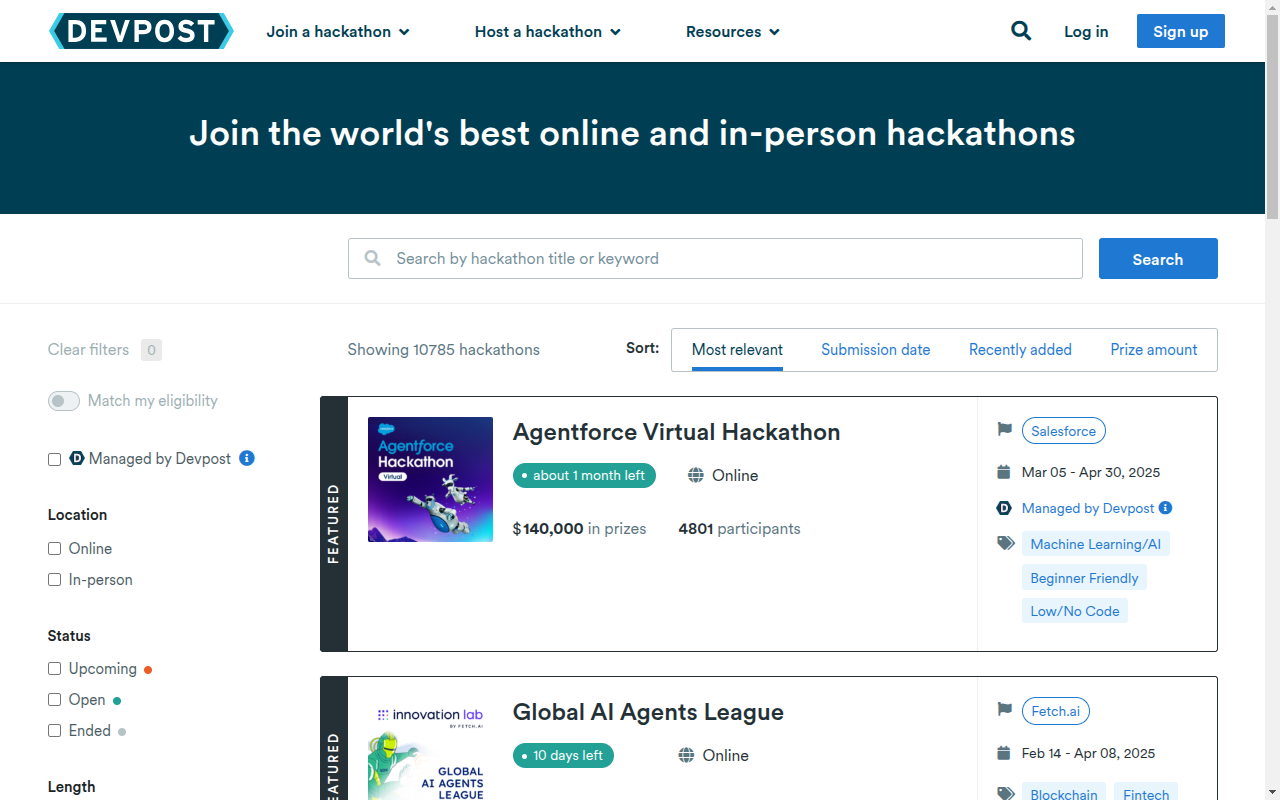 DEVPOST
Join a hackathon
Host a hackathon
Resources
Log in
Sign up
Join the world's best online and in-person hackathons
Search by hackathon title or keyword
Search
Clear filters 0
Showing 10785 hackathons
Sort:
Most relevant
Submission date
Recently added
Prize amount
Match my eligibility
D Managed by Devpost
Location
Online
In-person
Status
Upcoming
Open
Ended
Length
FEATURED
Agentforce
Hackathon
Virtual
Agentforce Virtual Hackathon
about 1 month left
Online
$140,000 in prizes
4801 participants
Salesforce
Mar 05 - Apr 30, 2025
D Managed by Devpost
Machine Learning/AI
Beginner Friendly
Low/No Code
FEATURED
innovation lab
BY FETCH.AI
GLOBAL
AI AGENTS
LEAGUE
Global AI Agents League
10 days left
Online
Fetch.ai
Feb 14 - Apr 08, 2025
Blockchain
Fintech